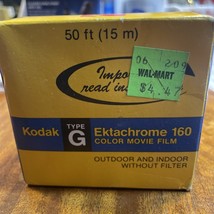 50 ft (15 m)
Impo
read in
06 209
WAL-MART
$4.47
Kodak
TYPE
G
Ektachrome 160
COLOR MOVIE FILM
OUTDOOR AND INDOOR
WITHOUT FILTER